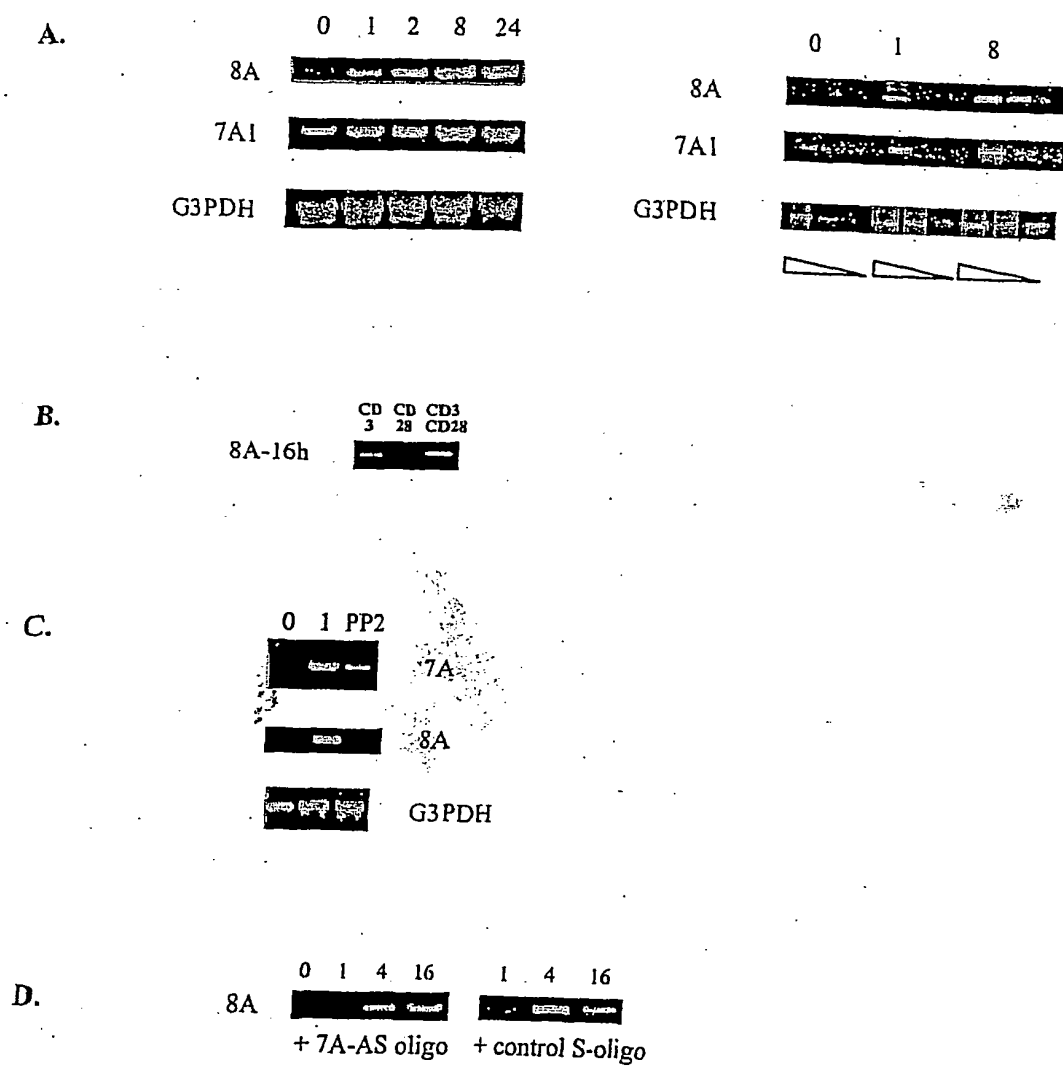 A.
0 1 2 8 24
8A
7A1
G3PDH
0 1 8
8A
7A1
G3PDH
B.
CD 3 CD 28 CD3 CD28
8A-16h
C.
0 1 PP2
7A
8A
G3PDH
D.
0 1 4 16
8A
+ 7A-AS oligo
1 4 16
+ control S-oligo